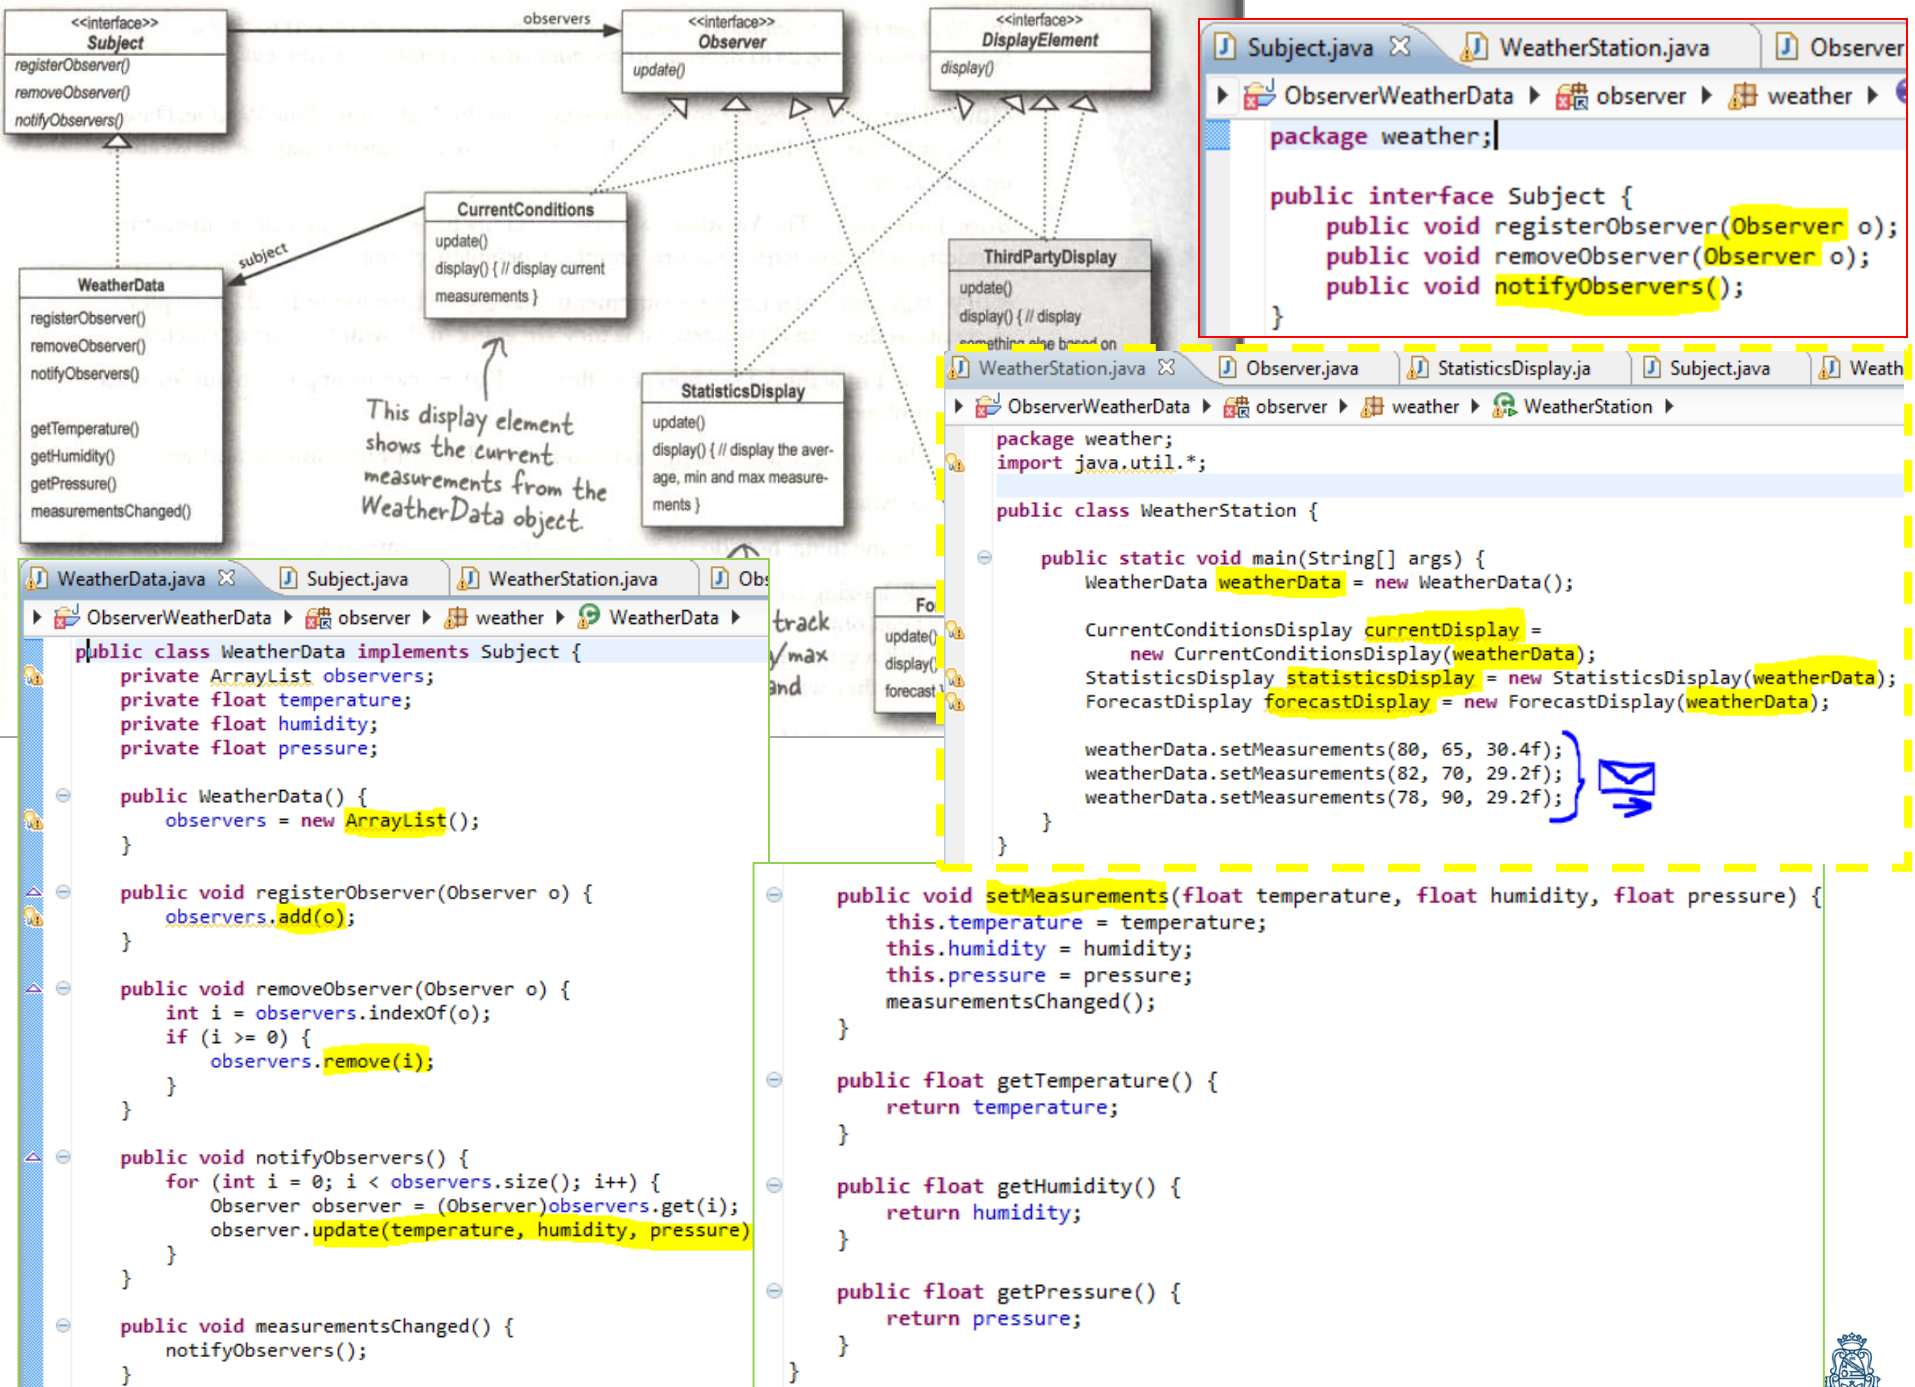 <<interface>>
Subject
registerObserver()
removeObserver()
notifyObservers()
observers
<<interface>>
Observer
update()
<<interface>>
DisplayElement
display()
CurrentConditions
update()
display() { // display current
measurements }
subject
WeatherData
registerObserver()
removeObserver()
notifyObservers()
getTemperature()
getHumidity()
getPressure()
measurementsChanged()
This display element
shows the current
measurements from the
WeatherData object.
StatisticsDisplay
update()
display() { // display the aver-
age, min and max measure-
ments }
ThirdPartyDisplay
update()
display() { // display
something else based on
track
/max
and
Fo
update()
display()
forecast
Subject.java
WeatherStation.java
Observer
ObserverWeatherData
observer
weather
package weather;
public interface Subject {
public void registerObserver(Observer o);
public void removeObserver(Observer o);
public void notifyObservers();
}
WeatherStation.java
Observer.java
StatisticsDisplay.ja
Subject.java
Weath
ObserverWeatherData
observer
weather
WeatherStation
package weather;
import java.util.*;
public class WeatherStation {
public static void main(String[] args) {
WeatherData weatherData = new WeatherData();
CurrentConditionsDisplay currentDisplay =
new CurrentConditionsDisplay(weatherData);
StatisticsDisplay statisticsDisplay = new StatisticsDisplay(weatherData);
ForecastDisplay forecastDisplay = new ForecastDisplay(weatherData);
weatherData.setMeasurements(80, 65, 30.4f);
weatherData.setMeasurements(82, 70, 29.2f);
weatherData.setMeasurements(78, 90, 29.2f);
}
}
WeatherData.java
Subject.java
WeatherStation.java
Obs
ObserverWeatherData
observer
weather
WeatherData
public class WeatherData implements Subject {
private ArrayList observers;
private float temperature;
private float humidity;
private float pressure;
public WeatherData() {
observers = new ArrayList();
}
public void registerObserver(Observer o) {
observers.add(o);
}
public void removeObserver(Observer o) {
int i = observers.indexOf(o);
if (i >= 0) {
observers.remove(i);
}
}
public void notifyObservers() {
for (int i = 0; i < observers.size(); i++) {
Observer observer = (Observer)observers.get(i);
observer.update(temperature, humidity, pressure)
}
}
public void measurementsChanged() {
notifyObservers();
}
public void setMeasurements(float temperature, float humidity, float pressure) {
this.temperature = temperature;
this.humidity = humidity;
this.pressure = pressure;
measurementsChanged();
}
public float getTemperature() {
return temperature;
}
public float getHumidity() {
return humidity;
}
public float getPressure() {
return pressure;
}
}